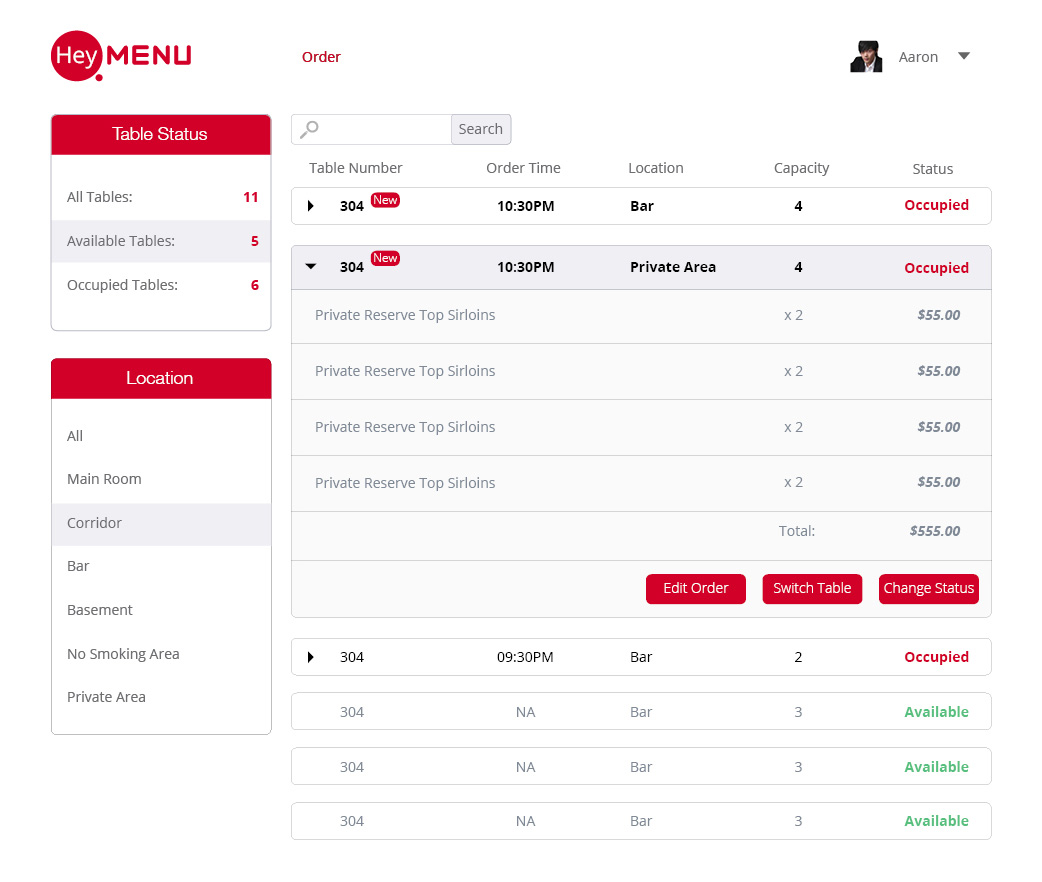 Hey MENU
Order
Aaron
Table Status
All Tables: 11
Available Tables: 5
Occupied Tables: 6
Location
All
Main Room
Corridor
Bar
Basement
No Smoking Area
Private Area
Search
Table Number Order Time Location Capacity Status
304 New 10:30PM Bar 4 Occupied
304 New 10:30PM Private Area 4 Occupied
Private Reserve Top Sirloins x 2 $55.00
Private Reserve Top Sirloins x 2 $55.00
Private Reserve Top Sirloins x 2 $55.00
Private Reserve Top Sirloins x 2 $55.00
Total: $555.00
Edit Order Switch Table Change Status
304 09:30PM Bar 2 Occupied
304 NA Bar 3 Available
304 NA Bar 3 Available
304 NA Bar 3 Available